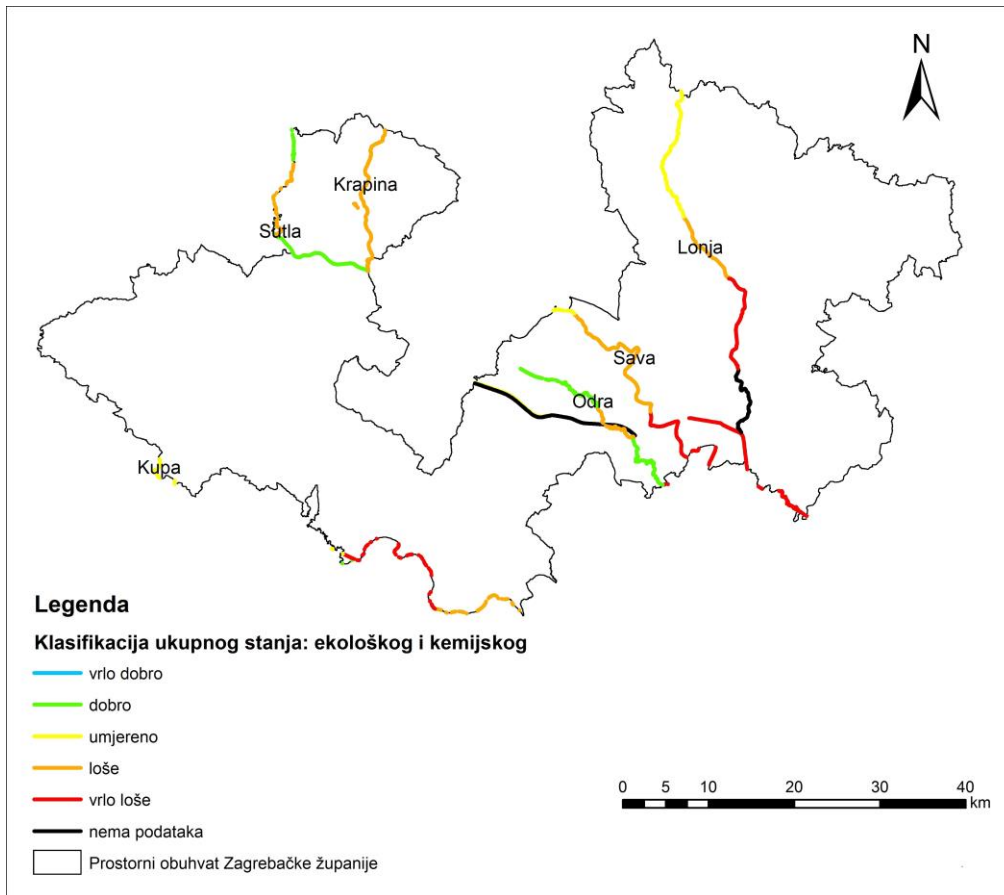 N
Krapina
Sutla
Lonja
Sava
Odra
Kupa
Legenda
Klasifikacija ukupnog stanja: ekološkog i kemijskog
vrlo dobro
dobro
umjereno
loše
vrlo loše
nema podataka
Prostorni obuhvat Zagrebačke županije
0 5 10 20 30 40
km